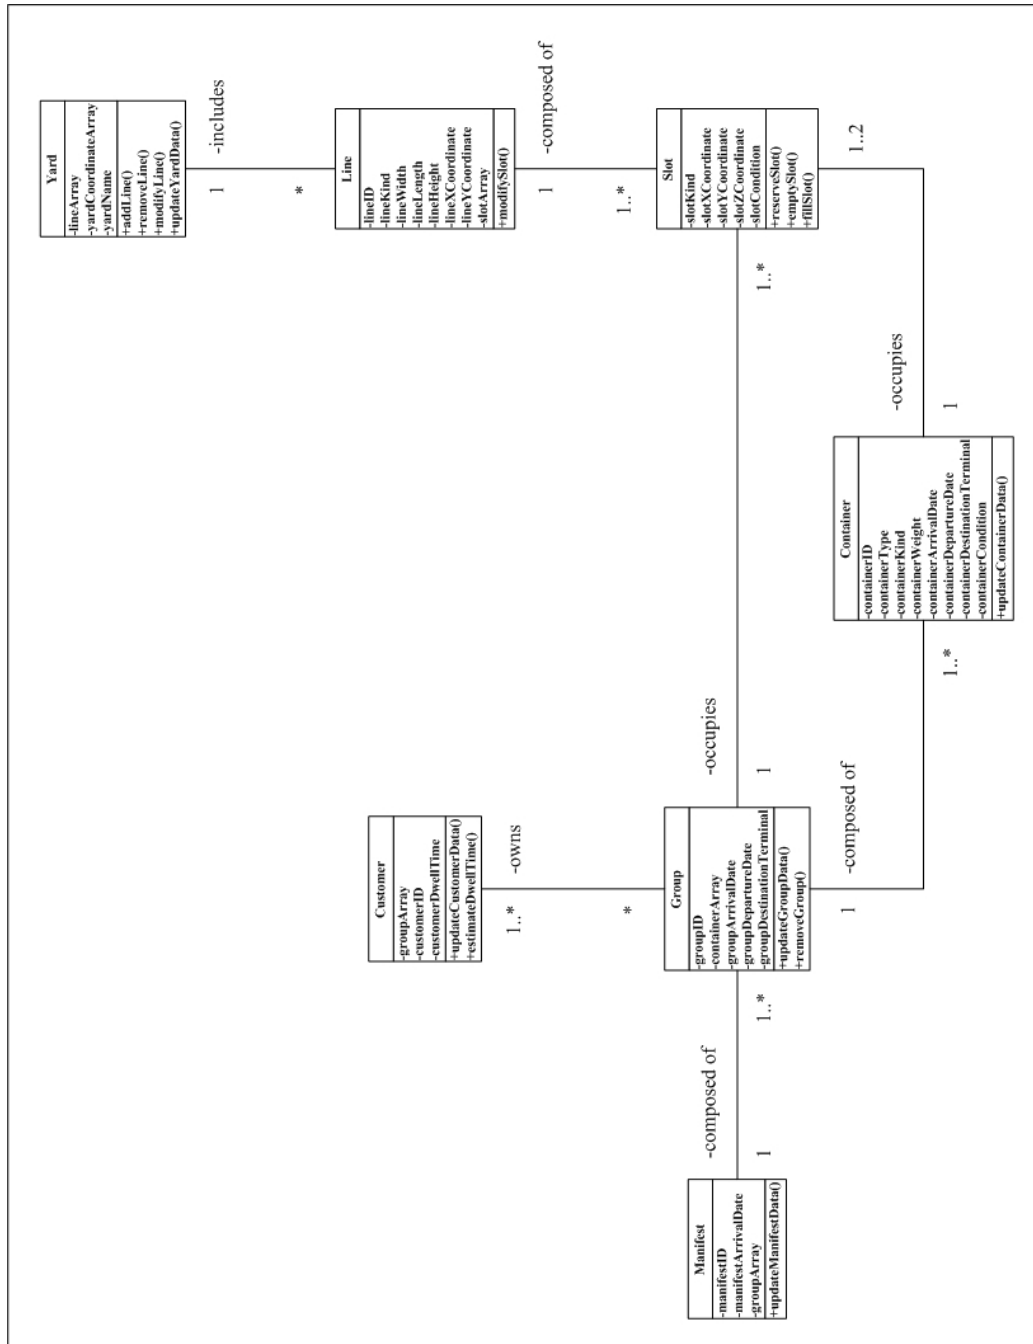 Yard
-lineArray
-yardCoordinateArray
-yardName
+addLine()
+removeLine()
+modifyLine()
+updateYardData()
-includes
1
*
Line
-lineID
-lineKind
-lineWidth
-lineLength
-lineHeight
-lineXCoordinate
-lineYCoordinate
-slotArray
+modifySlot()
-composed of
1
1..*
Slot
-slotKind
-slotXCoordinate
-slotYCoordinate
-slotZCoordinate
-slotCondition
+reserveSlot()
+emptySlot()
+fillSlot()
1..2
1..*
-occupies
1
Container
-containerID
-containerType
-containerKind
-containerWeight
-containerArrivalDate
-containerDepartureDate
-containerDestinationTerminal
-containerCondition
+updateContainerData()
1..*
-occupies
1
Customer
-groupArray
-customerID
-customerDwellTime
+updateCustomerData()
+estimateDwellTime()
-owns
1..*
*
Group
-groupID
-containerArray
-groupArrivalDate
-groupDepartureDate
-groupDestinationTerminal
+updateGroupData()
+removeGroup()
-composed of
1
1..*
-composed of
1
Manifest
-manifestID
-manifestArrivalDate
-groupArray
+updateManifestData()